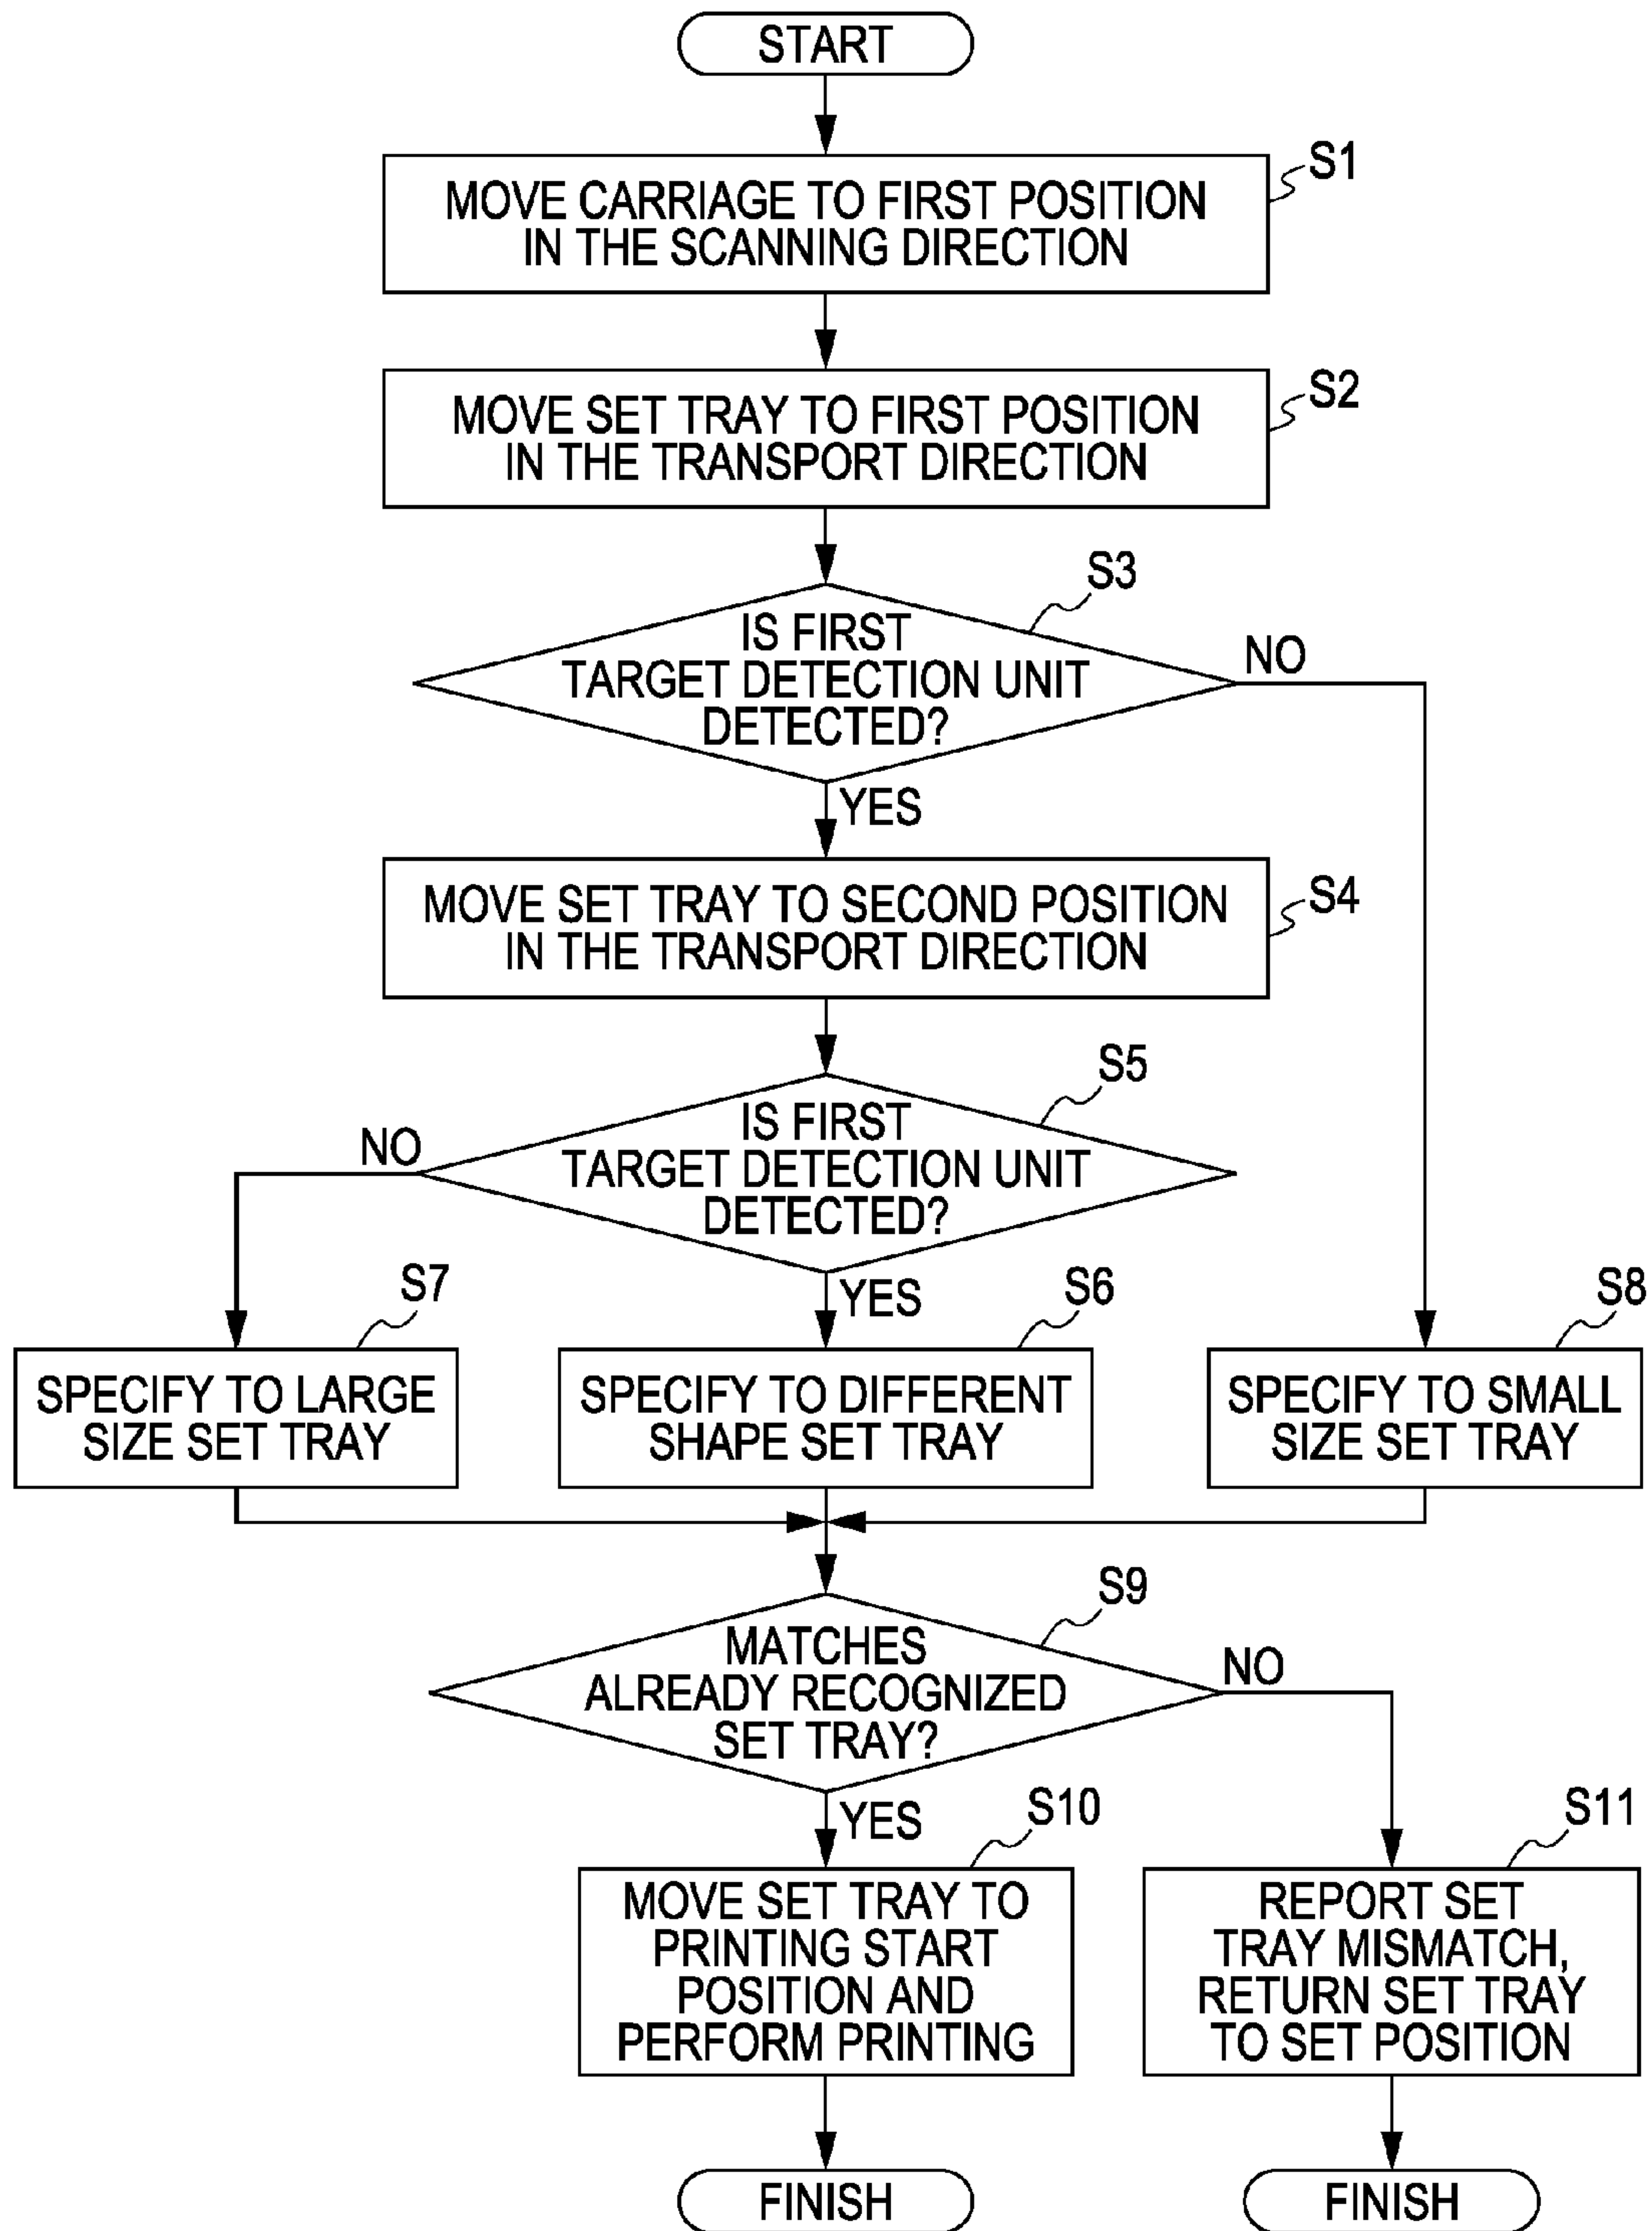 START
S1
MOVE CARRIAGE TO FIRST POSITION
IN THE SCANNING DIRECTION
S2
MOVE SET TRAY TO FIRST POSITION
IN THE TRANSPORT DIRECTION
S3
IS FIRST
TARGET DETECTION UNIT
DETECTED?
NO
YES
S4
MOVE SET TRAY TO SECOND POSITION
IN THE TRANSPORT DIRECTION
S5
IS FIRST
TARGET DETECTION UNIT
DETECTED?
NO
YES
S7
SPECIFY TO LARGE
SIZE SET TRAY
S6
SPECIFY TO DIFFERENT
SHAPE SET TRAY
S8
SPECIFY TO SMALL
SIZE SET TRAY
S9
MATCHES
ALREADY RECOGNIZED
SET TRAY?
NO
YES
S10
MOVE SET TRAY TO
PRINTING START
POSITION AND
PERFORM PRINTING
S11
REPORT SET
TRAY MISMATCH,
RETURN SET TRAY
TO SET POSITION
FINISH
FINISH